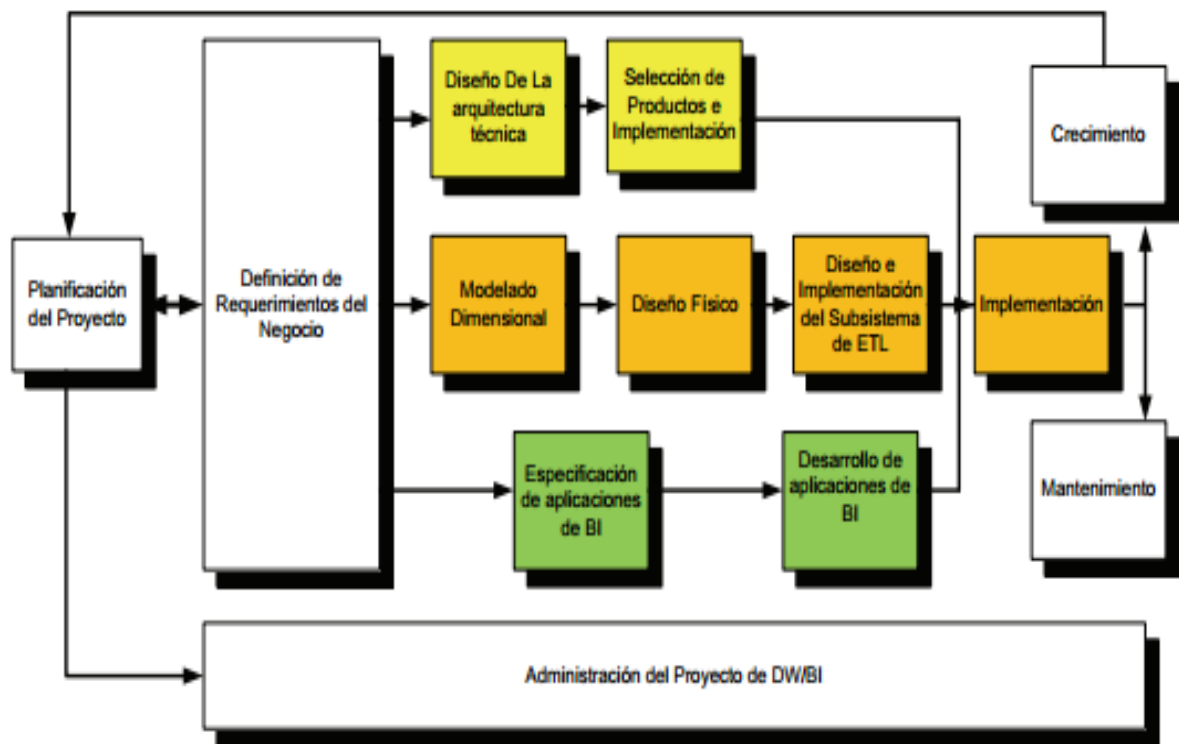 Diseño De La
arquitectura
técnica
Selección de
Productos e
Implementación
Crecimiento
Planificación
del Proyecto
Definición de
Requerimientos del
Negocio
Modelado
Dimensional
Diseño Físico
Diseño e
Implementación
del Subsistema
de ETL
Implementación
Especificación
de aplicaciones
de BI
Desarrollo de
aplicaciones de
BI
Mantenimiento
Administración del Proyecto de DW/BI